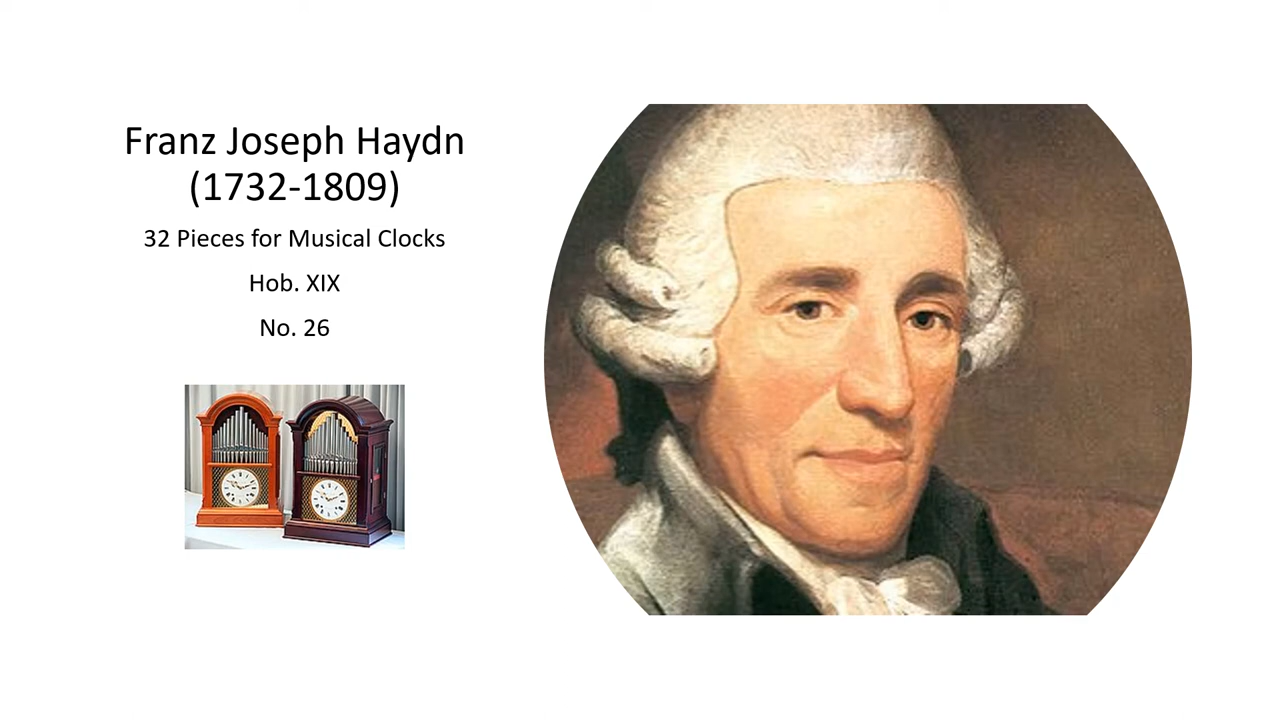 Franz Joseph Haydn
(1732-1809)
32 Pieces for Musical Clocks
Hob. XIX
No. 26